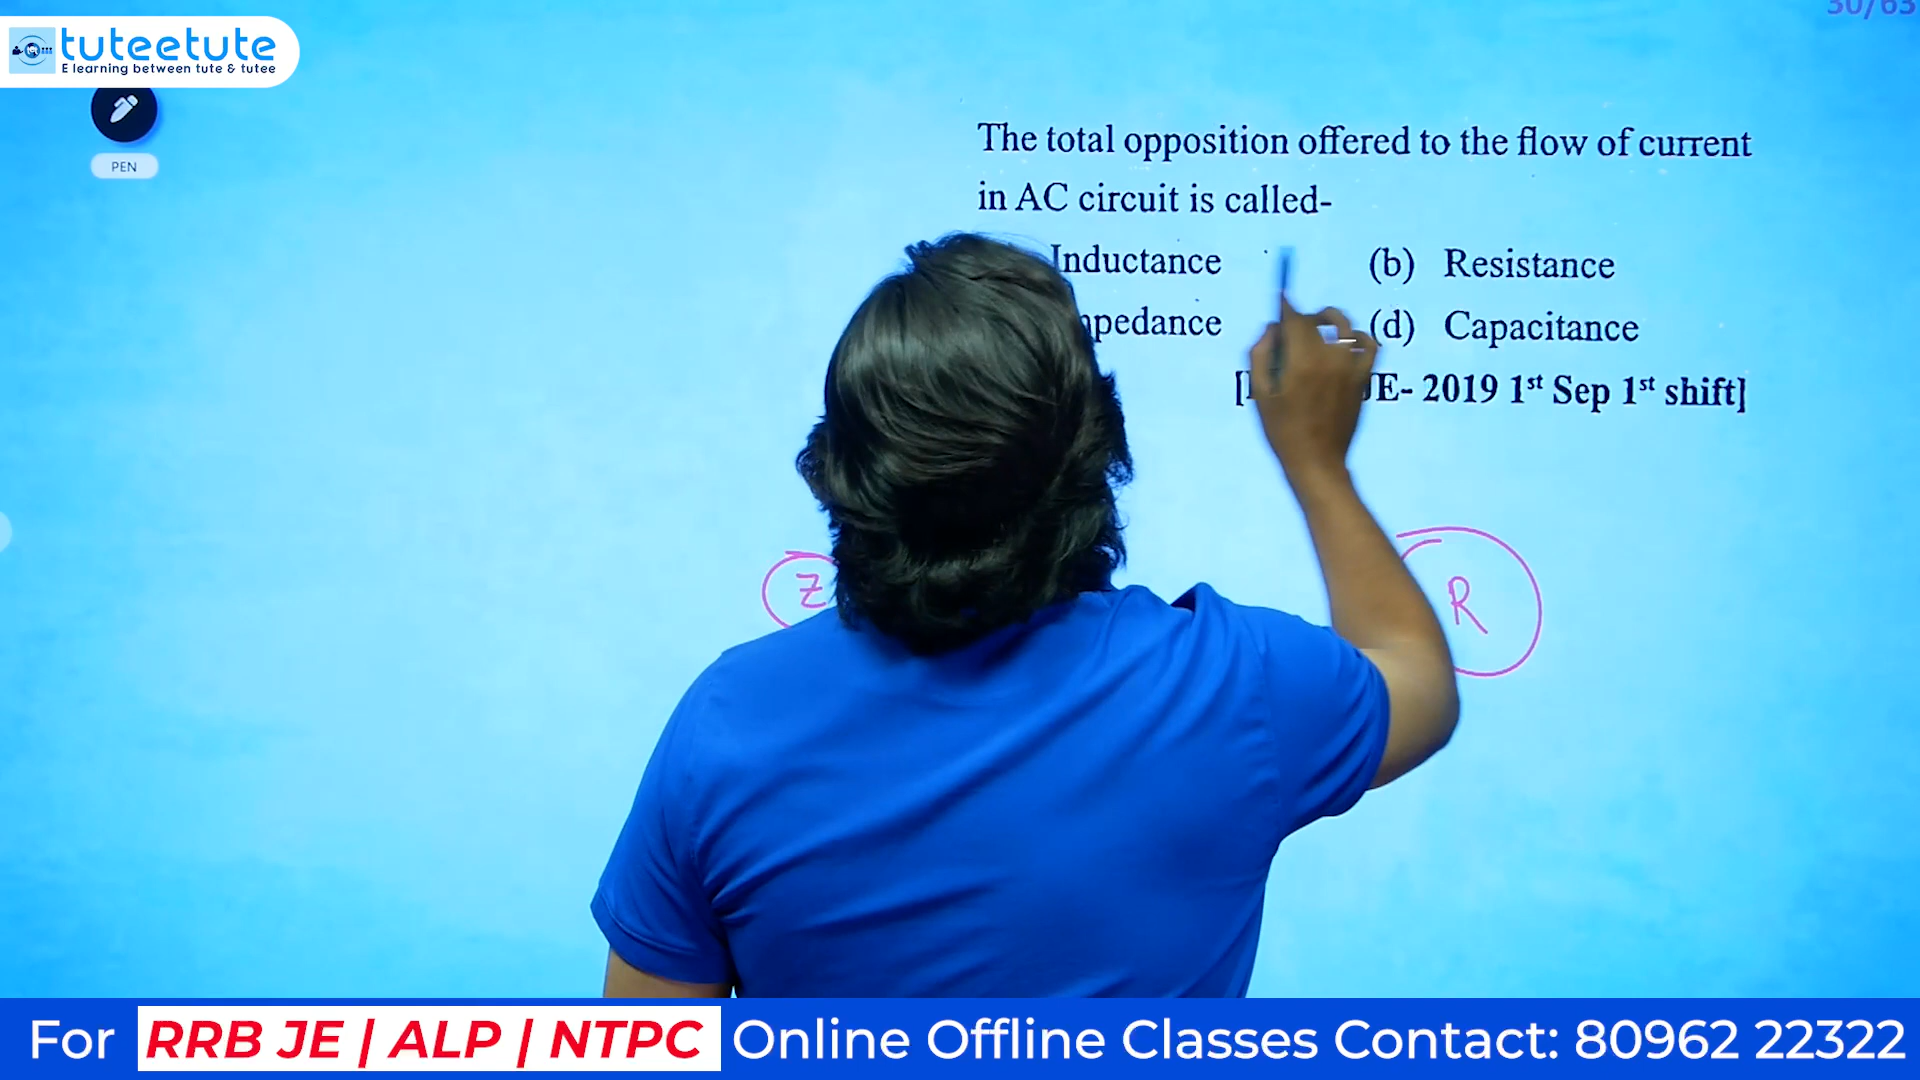 30/63
tuteetute
E learning between tute & tutee
PEN
The total opposition offered to the flow of current
in AC circuit is called-
Inductance (b) Resistance
pedance (d) Capacitance
E- 2019 1st Sep 1st shift]
Z R
For RRB JE | ALP | NTPC Online Offline Classes Contact: 80962 22322